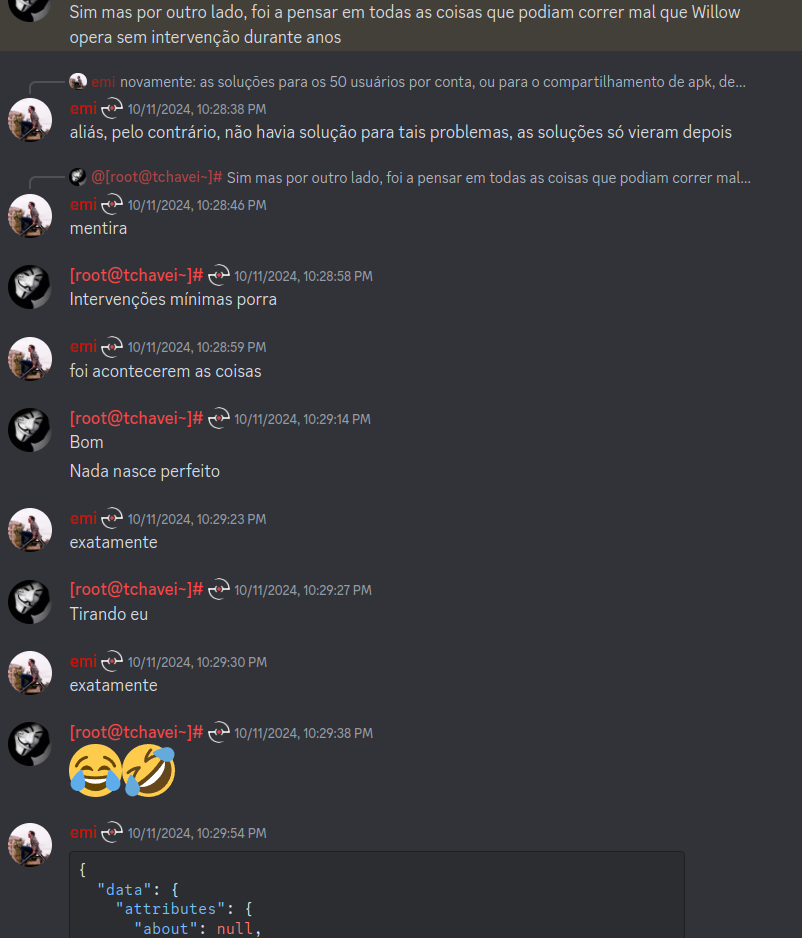 Sim mas por outro lado, foi a pensar em todas as coisas que podiam correr mal que Willow
opera sem intervenção durante anos
emi novamente: as soluções para os 50 usuários por conta, ou para o compartilhamento de apk, de...
emi 10/11/2024, 10:28:38 PM
aliás, pelo contrário, não havia solução para tais problemas, as soluções só vieram depois
@[root@tchavei~]# Sim mas por outro lado, foi a pensar em todas as coisas que podiam correr mal...
emi 10/11/2024, 10:28:46 PM
mentira
[root@tchavei~]# 10/11/2024, 10:28:58 PM
Intervenções mínimas porra
emi 10/11/2024, 10:28:59 PM
foi acontecerem as coisas
[root@tchavei~]# 10/11/2024, 10:29:14 PM
Bom
Nada nasce perfeito
emi 10/11/2024, 10:29:23 PM
exatamente
[root@tchavei~]# 10/11/2024, 10:29:27 PM
Tirando eu
emi 10/11/2024, 10:29:30 PM
exatamente
[root@tchavei~]# 10/11/2024, 10:29:38 PM
😂🤣
emi 10/11/2024, 10:29:54 PM
{
"data": {
"attributes": {
"about": null,